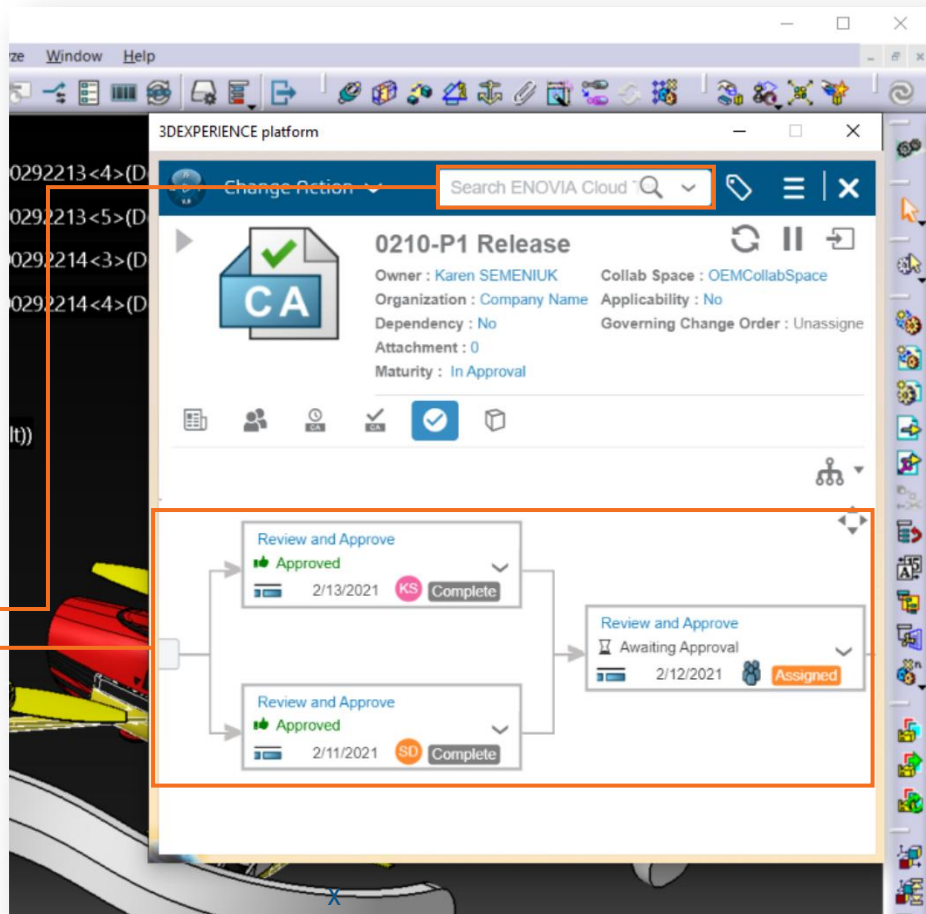 ze Window Help
3DEXPERIENCE platform
0292213<4>(D
0292213<5>(D
00292214<3>(D
00292214<4>(D
lt))
Change Action
Search ENOVIA Cloud
0210-P1 Release
Owner : Karen SEMENIUK Collab Space : OEMCollabSpace
Organization : Company Name Applicability : No
Dependency : No Governing Change Order : Unassigne
Attachment : 0
Maturity : In Approval
CA
CA
CA
Review and Approve
Approved
2/13/2021 KS Complete
Review and Approve
Awaiting Approval
2/12/2021 Assigned
Review and Approve
Approved
2/11/2021 SD Complete
X